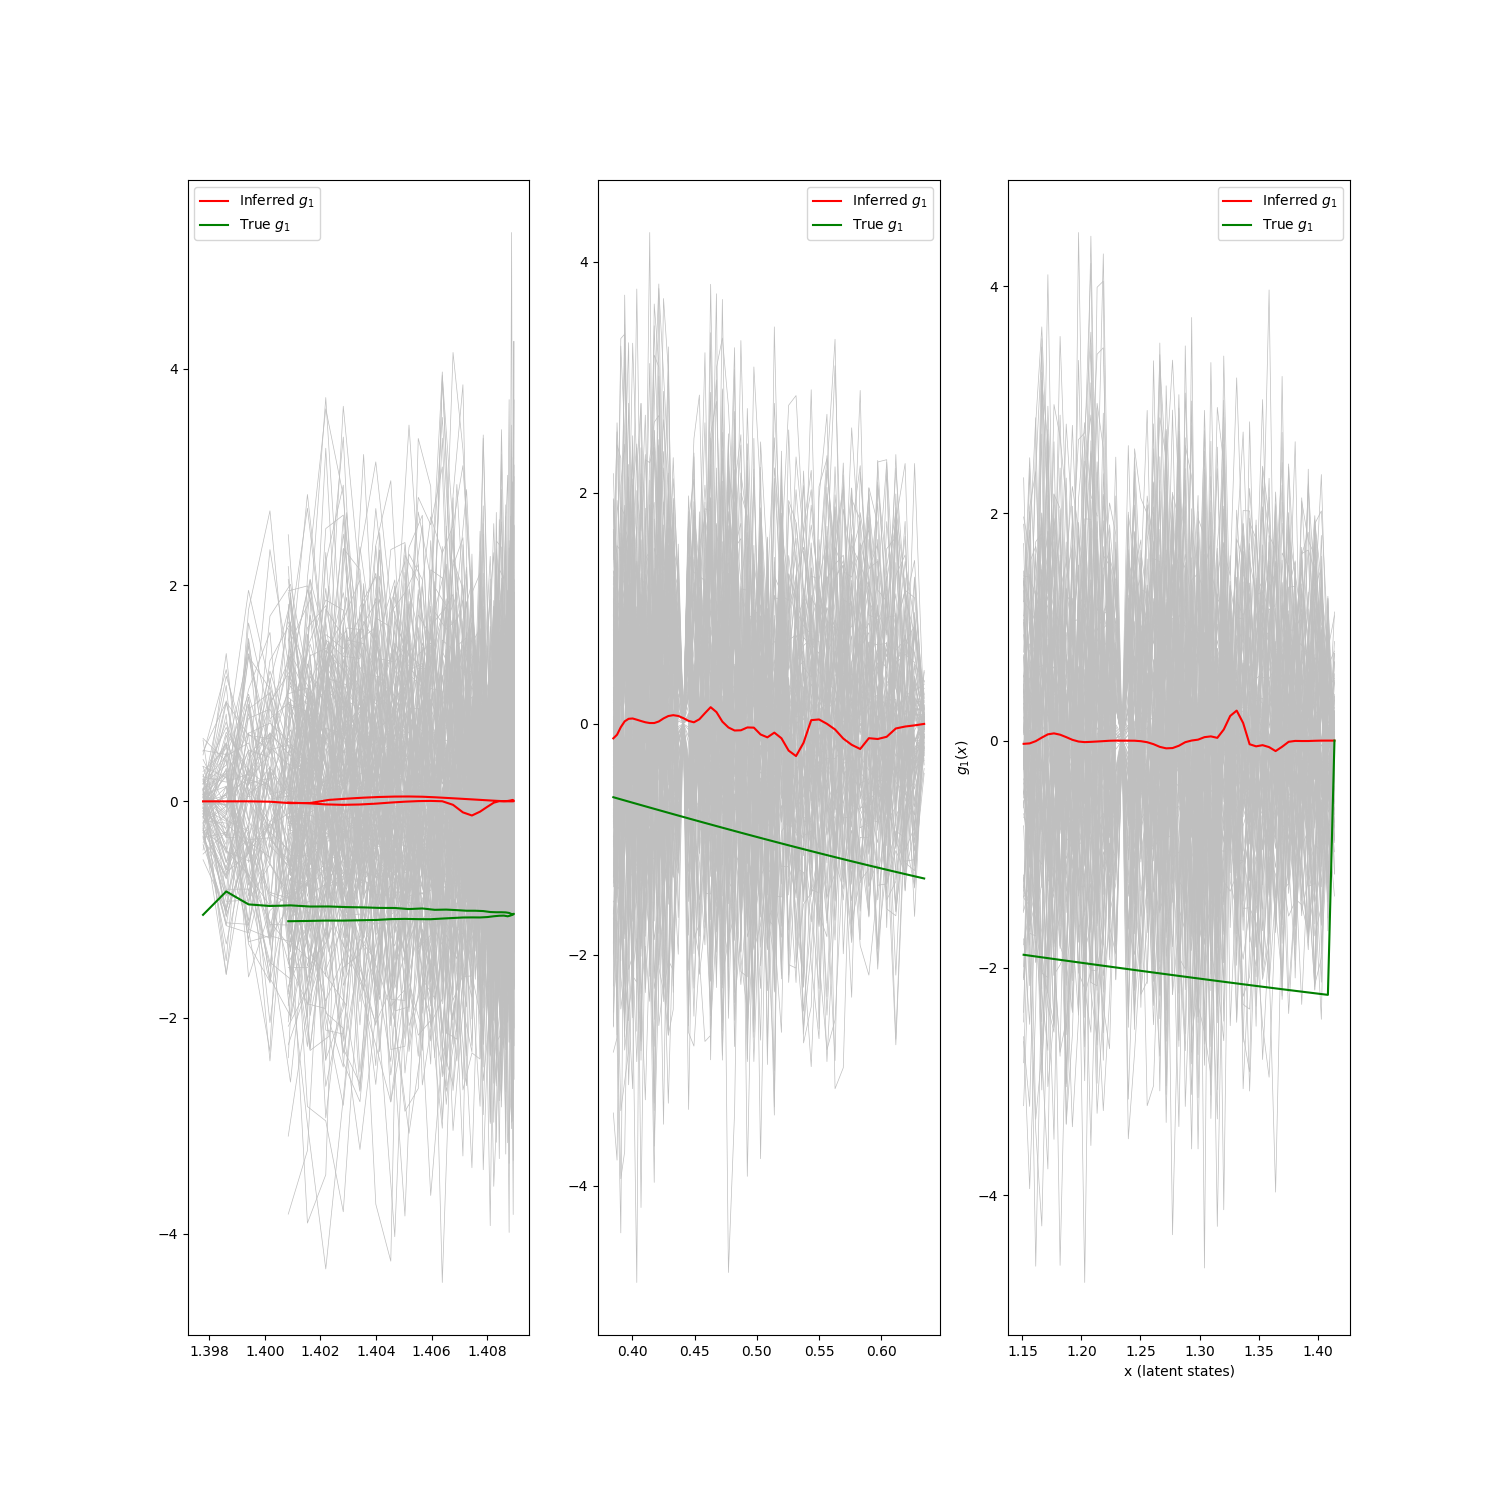 Inferred g₁
True g₁
4
2
0
−2
−4
1.398 1.400 1.402 1.404 1.406 1.408
Inferred g₁
True g₁
4
2
0
−2
−4
0.40 0.45 0.50 0.55 0.60
Inferred g₁
True g₁
g₁(x)
4
2
0
−2
−4
1.15 1.20 1.25 1.30 1.35 1.40
x (latent states)